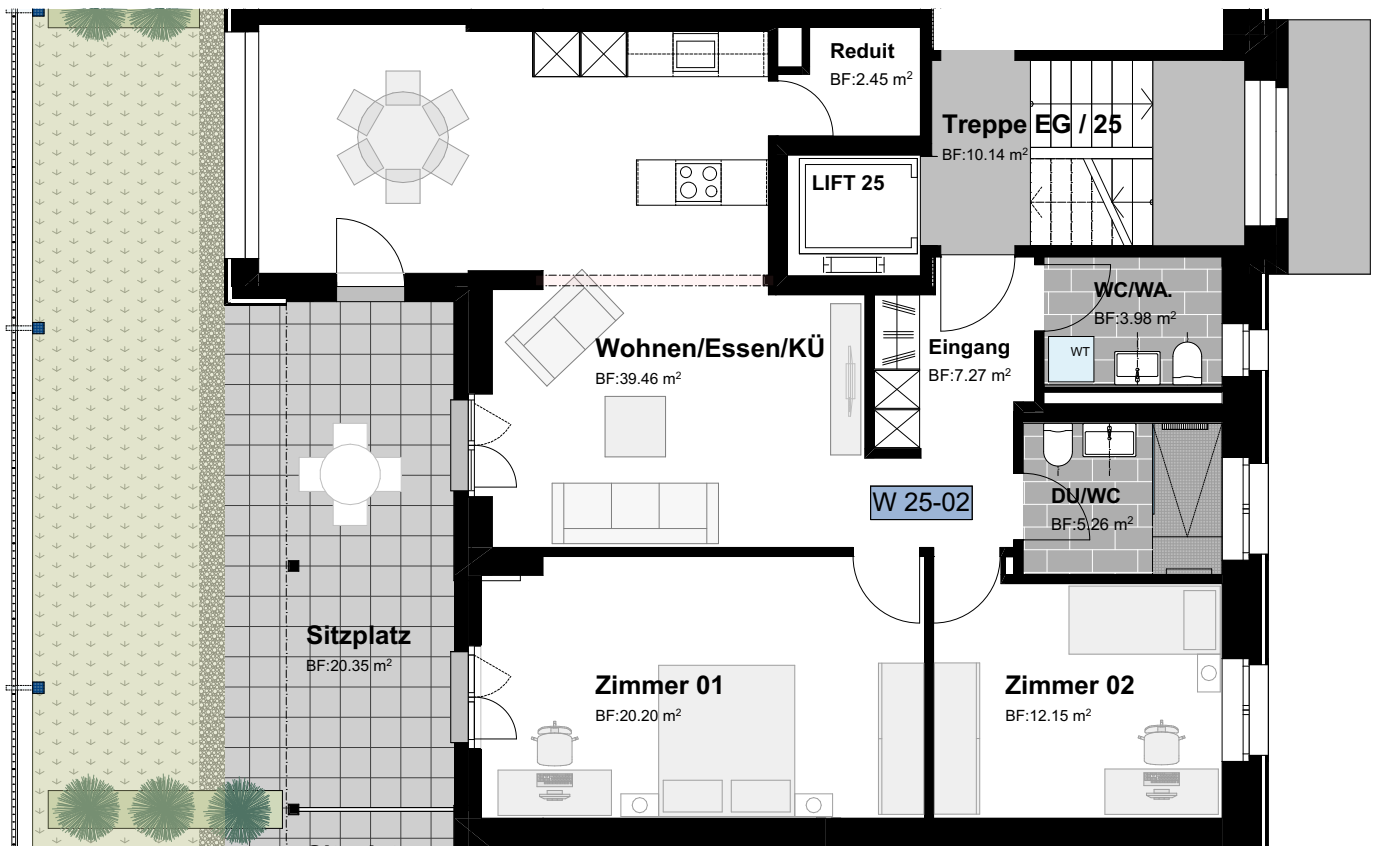 Reduit
BF:2.45 m²
Treppe EG / 25
BF:10.14 m²
LIFT 25
WC/WA.
BF:3.98 m²
WT
Eingang
BF:7.27 m²
Wohnen/Essen/KÜ
BF:39.46 m²
W 25-02
DU/WC
BF:5.26 m²
Sitzplatz
BF:20.35 m²
Zimmer 01
BF:20.20 m²
Zimmer 02
BF:12.15 m²